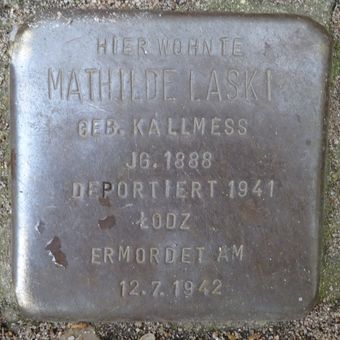 HIER WOHNTE
MATHILDE LASKI
GEB. KALLMESS
JG. 1888
DEPORTIERT 1941
ŁODZ
ERMORDET AM
12.7.1942